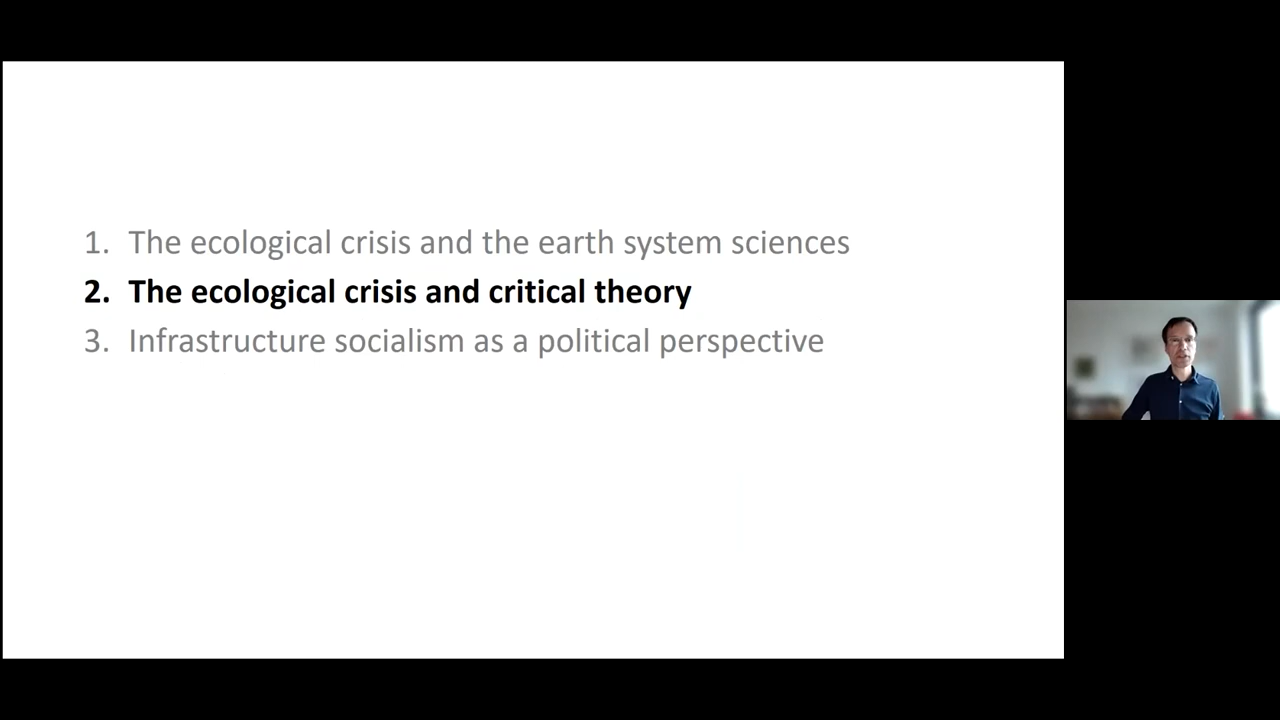 1. The ecological crisis and the earth system sciences
2. The ecological crisis and critical theory
3. Infrastructure socialism as a political perspective